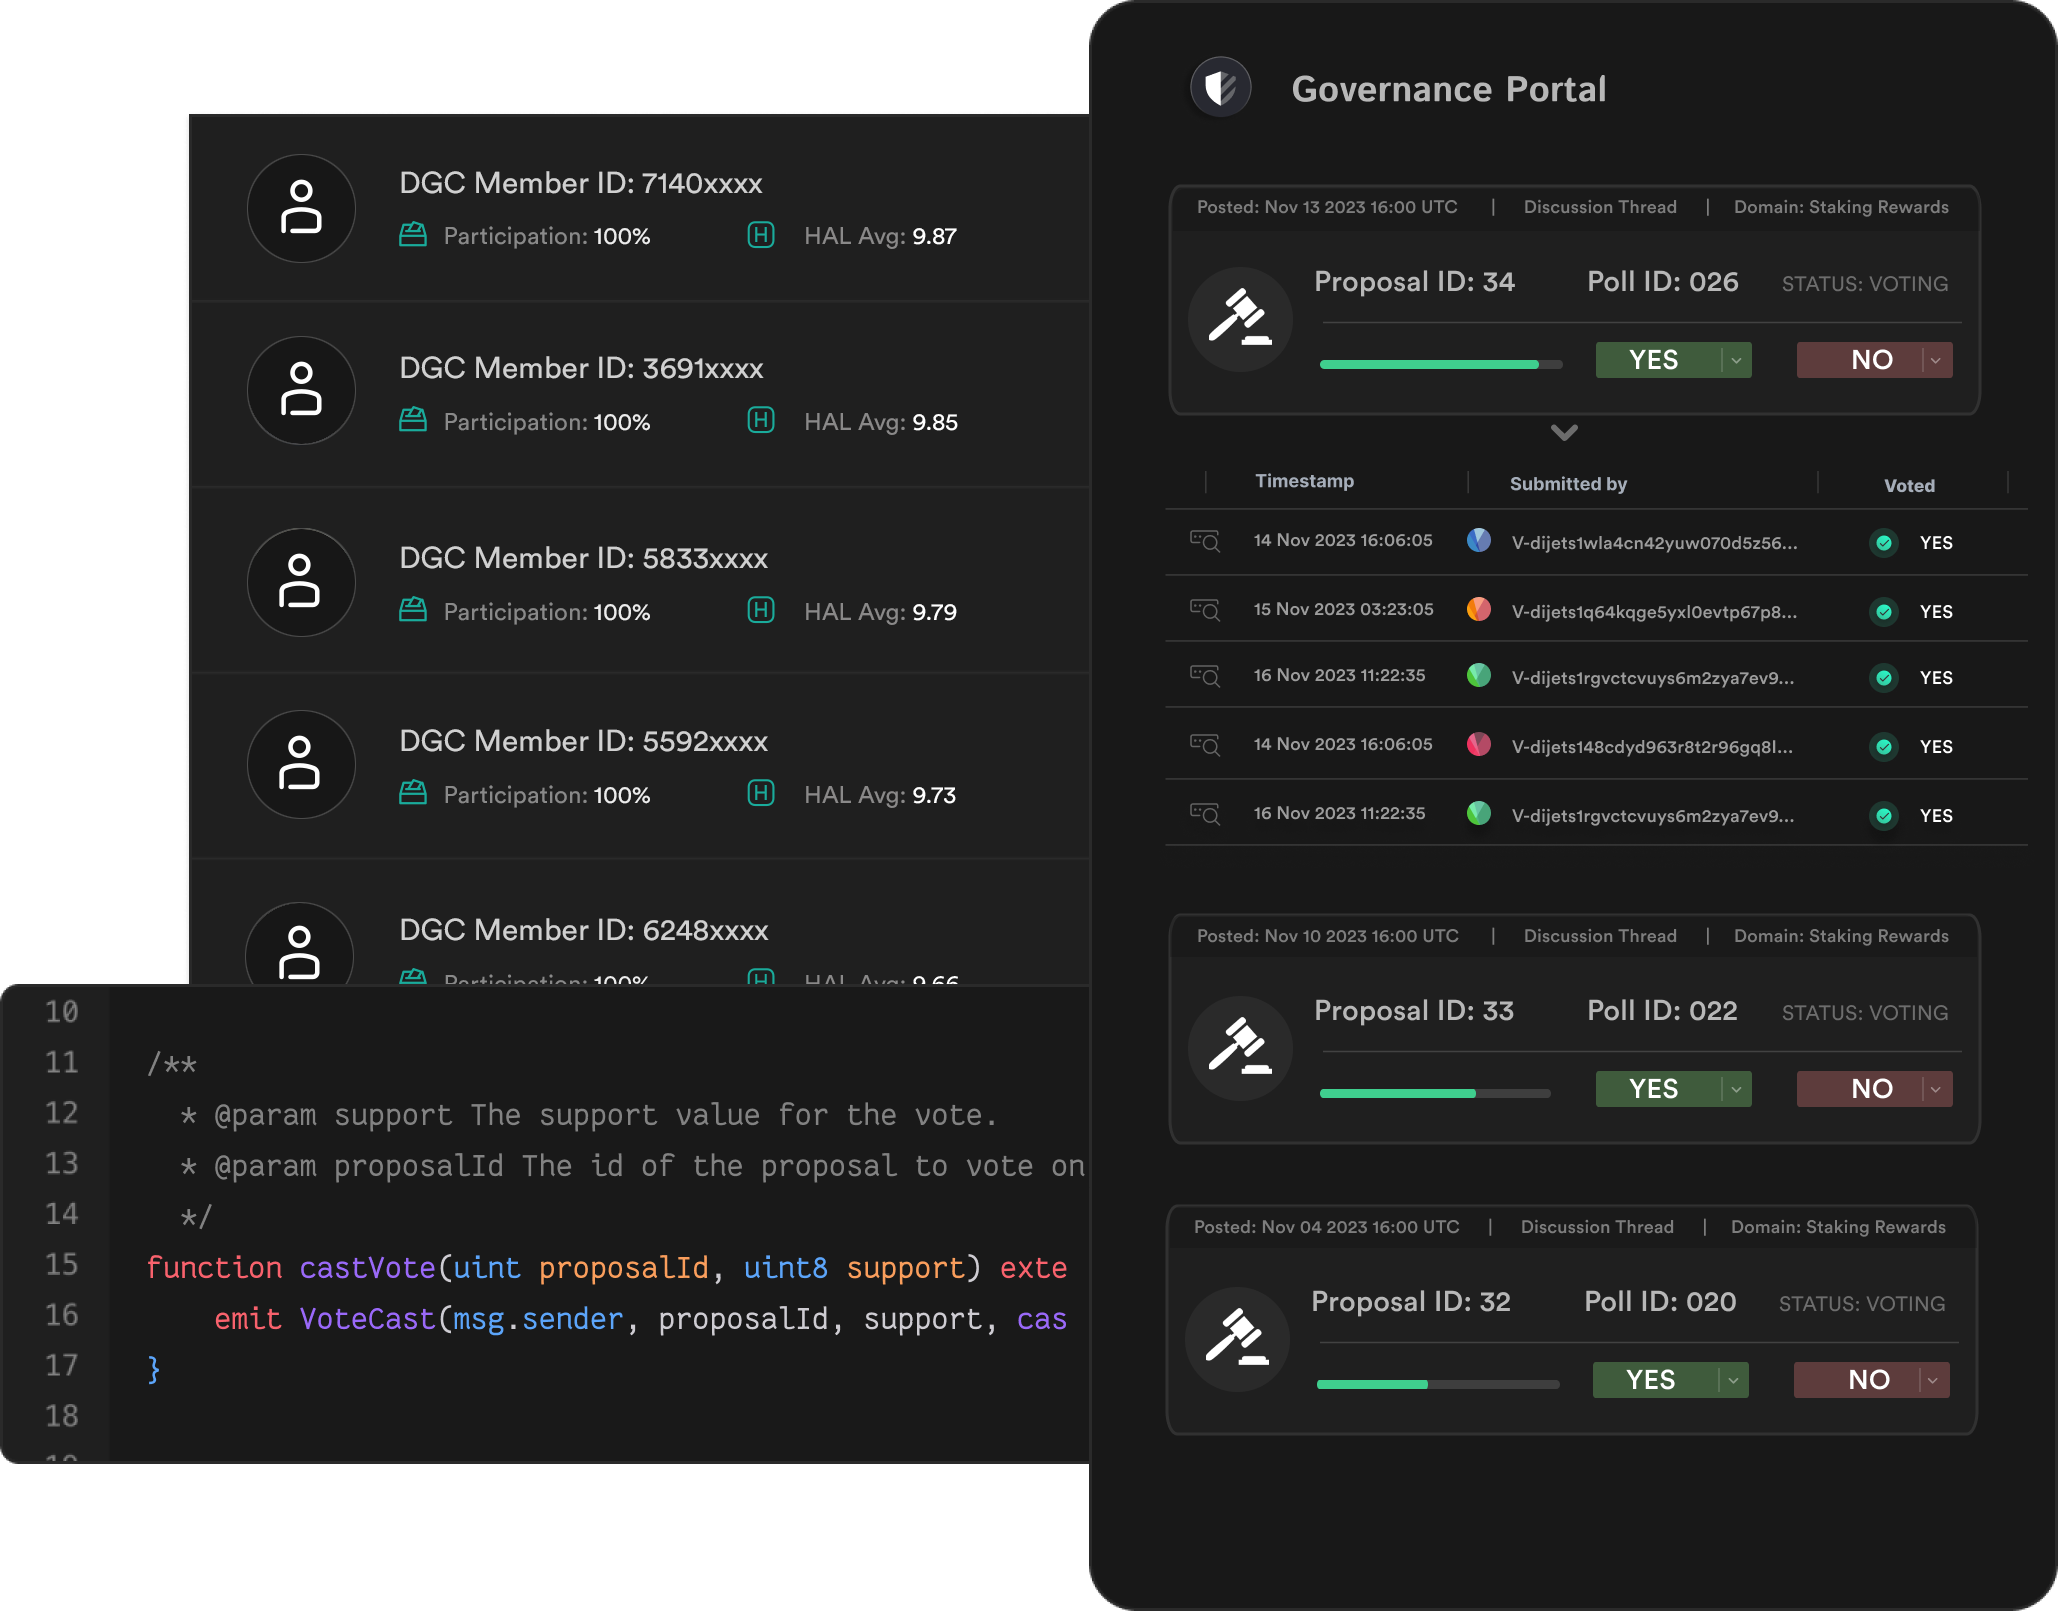 DGC Member ID: 7140xxxx
Participation: 100% HAL Avg: 9.87
DGC Member ID: 3691xxxx
Participation: 100% HAL Avg: 9.85
DGC Member ID: 5833xxxx
Participation: 100% HAL Avg: 9.79
DGC Member ID: 5592xxxx
Participation: 100% HAL Avg: 9.73
DGC Member ID: 6248xxxx
Participation: 100% HAL Avg: 9.66
10
11 /**
12 * @param support The support value for the vote.
13 * @param proposalId The id of the proposal to vote on
14 */
15 function castVote(uint proposalId, uint8 support) exte
16 emit VoteCast(msg.sender, proposalId, support, cas
17 }
18
19
Governance Portal
Posted: Nov 13 2023 16:00 UTC | Discussion Thread | Domain: Staking Rewards
Proposal ID: 34 Poll ID: 026 STATUS: VOTING
YES NO
Timestamp Submitted by Voted
14 Nov 2023 16:06:05 V-dijets1wla4cn42yuw070d5z56... YES
15 Nov 2023 03:23:05 V-dijets1q64kqge5yxl0evtp67p8... YES
16 Nov 2023 11:22:35 V-dijets1rgvctcvuys6m2zya7ev9... YES
14 Nov 2023 16:06:05 V-dijets148cdyd963r8t2r96gq8l... YES
16 Nov 2023 11:22:35 V-dijets1rgvctcvuys6m2zya7ev9... YES
Posted: Nov 10 2023 16:00 UTC | Discussion Thread | Domain: Staking Rewards
Proposal ID: 33 Poll ID: 022 STATUS: VOTING
YES NO
Posted: Nov 04 2023 16:00 UTC | Discussion Thread | Domain: Staking Rewards
Proposal ID: 32 Poll ID: 020 STATUS: VOTING
YES NO